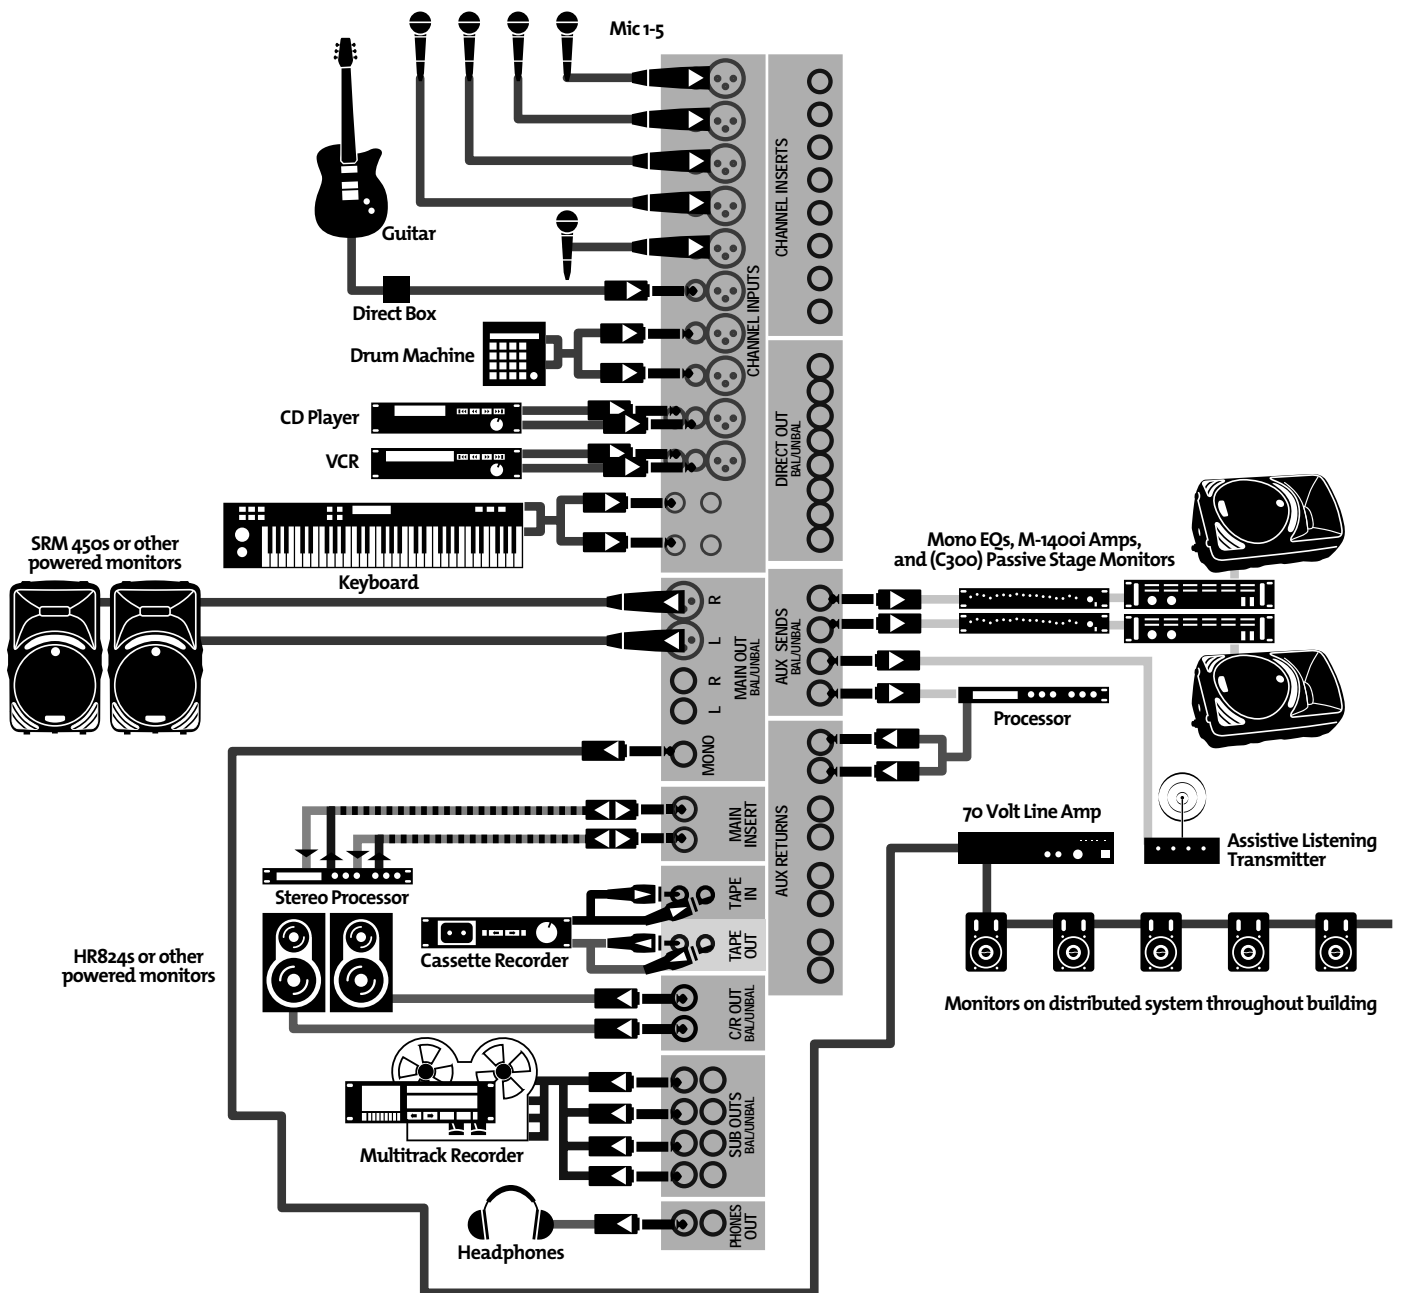 Mic 1-5
CHANNEL INSERTS
Guitar
CHANNEL INPUTS
Direct Box
Drum Machine
DIRECT OUT
BAL/UNBAL
CD Player
VCR
SRM 450s or other
powered monitors
Keyboard
Mono EQs, M-1400i Amps,
and (C300) Passive Stage Monitors
R
L
R
L
MONO
MAIN OUT
BAL/UNBAL
AUX SENDS
BAL/UNBAL
Processor
MAIN
INSERT
AUX RETURNS
70 Volt Line Amp
Assistive Listening
Transmitter
Stereo Processor
TAPE
IN
TAPE
OUT
Cassette Recorder
HR824s or other
powered monitors
C/R OUT
BAL/UNBAL
Monitors on distributed system throughout building
SUB OUTS
BAL/UNBAL
Multitrack Recorder
PHONES
OUT
Headphones